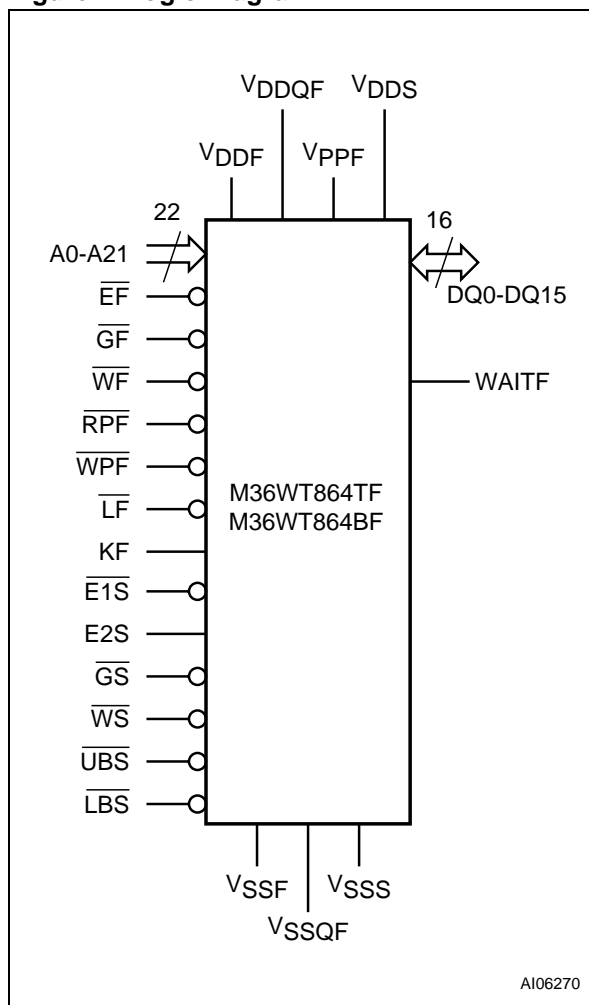 VDDQF VDDS
VDDF VPPF
22 16
A0-A21
DQ0-DQ15
EF
GF
WF
WAITF
RPF
WPF
M36WT864TF
M36WT864BF
LF
KF
E1S
E2S
GS
WS
UBS
LBS
VSSF VSSS
VSSQF
AI06270